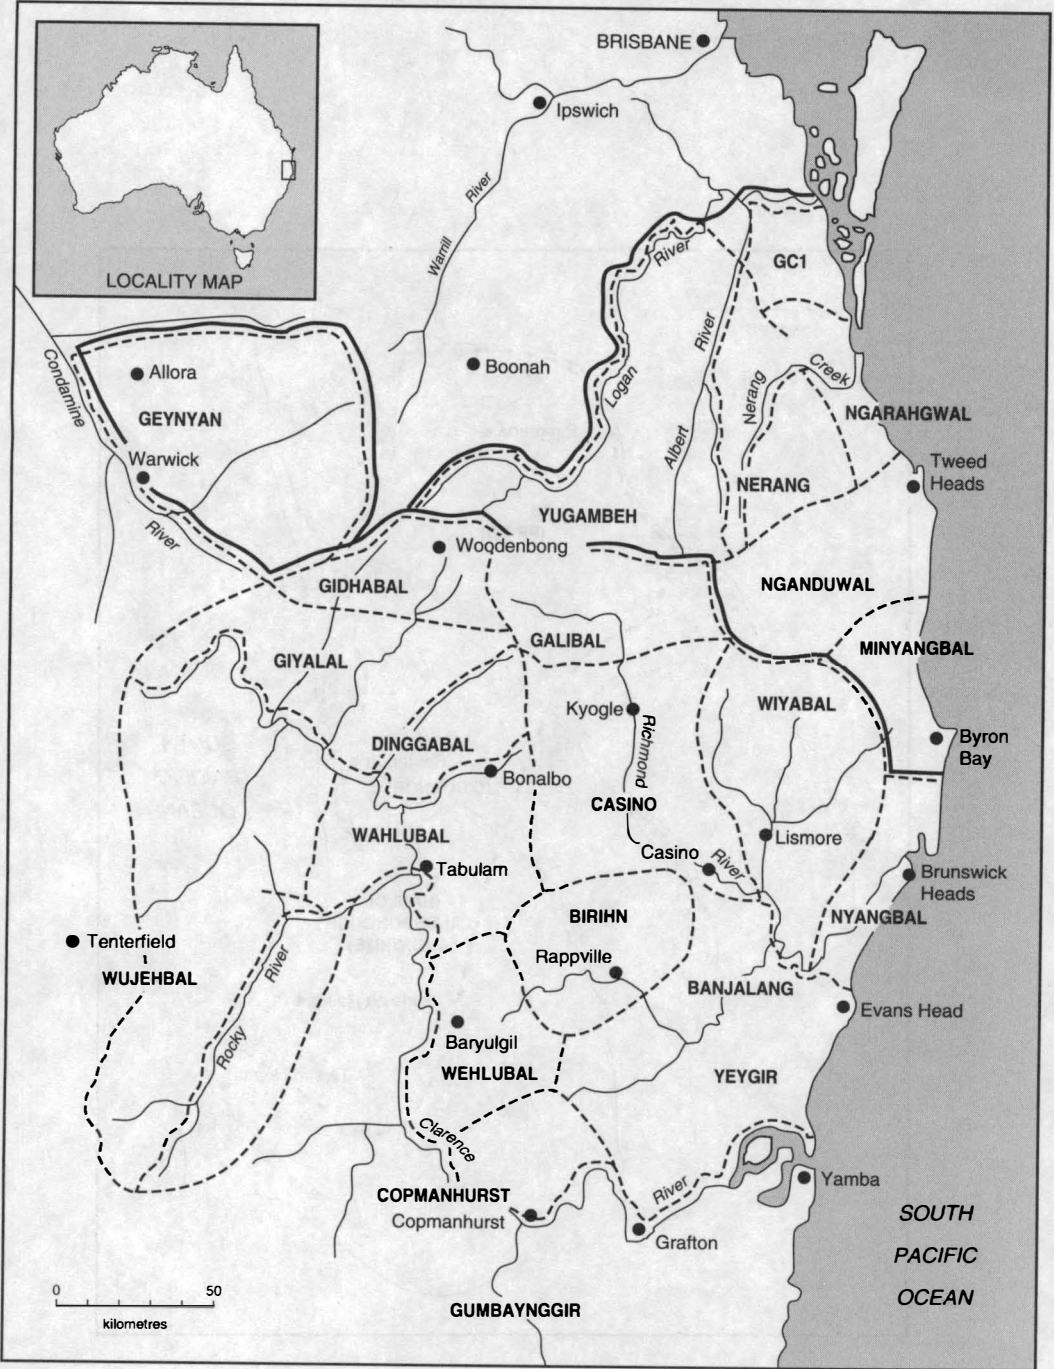 BRISBANE
Ipswich
River
Warrill
LOCALITY MAP
River
GC1
River
Condamine
Allora
Boonah
Logan
Creek
Nerang
GEYNYAN
NGARAHGWAL
Albert
Warwick
Tweed
Heads
NERANG
River
YUGAMBEH
Woodenbong
GIDHABAL
NGANDUWAL
GALIBAL
MINYANGBAL
GIYALAL
WIYABAL
Kyogle
Richmond
Byron
Bay
DINGGABAL
Bonalbo
CASINO
WAHLUBAL
Lismore
Casino
River
Tabulam
Brunswick
Heads
BIRIHN
NYANGBAL
Tenterfield
Rappville
WUJEHBAL
River
BANJALANG
Evans Head
Rocky
Baryulgil
WEHLUBAL
YEYGIR
Clarence
COPMANHURST
River
Yamba
Copmanhurst
SOUTH
Grafton
PACIFIC
0
50
OCEAN
kilometres
GUMBAYNGGIR